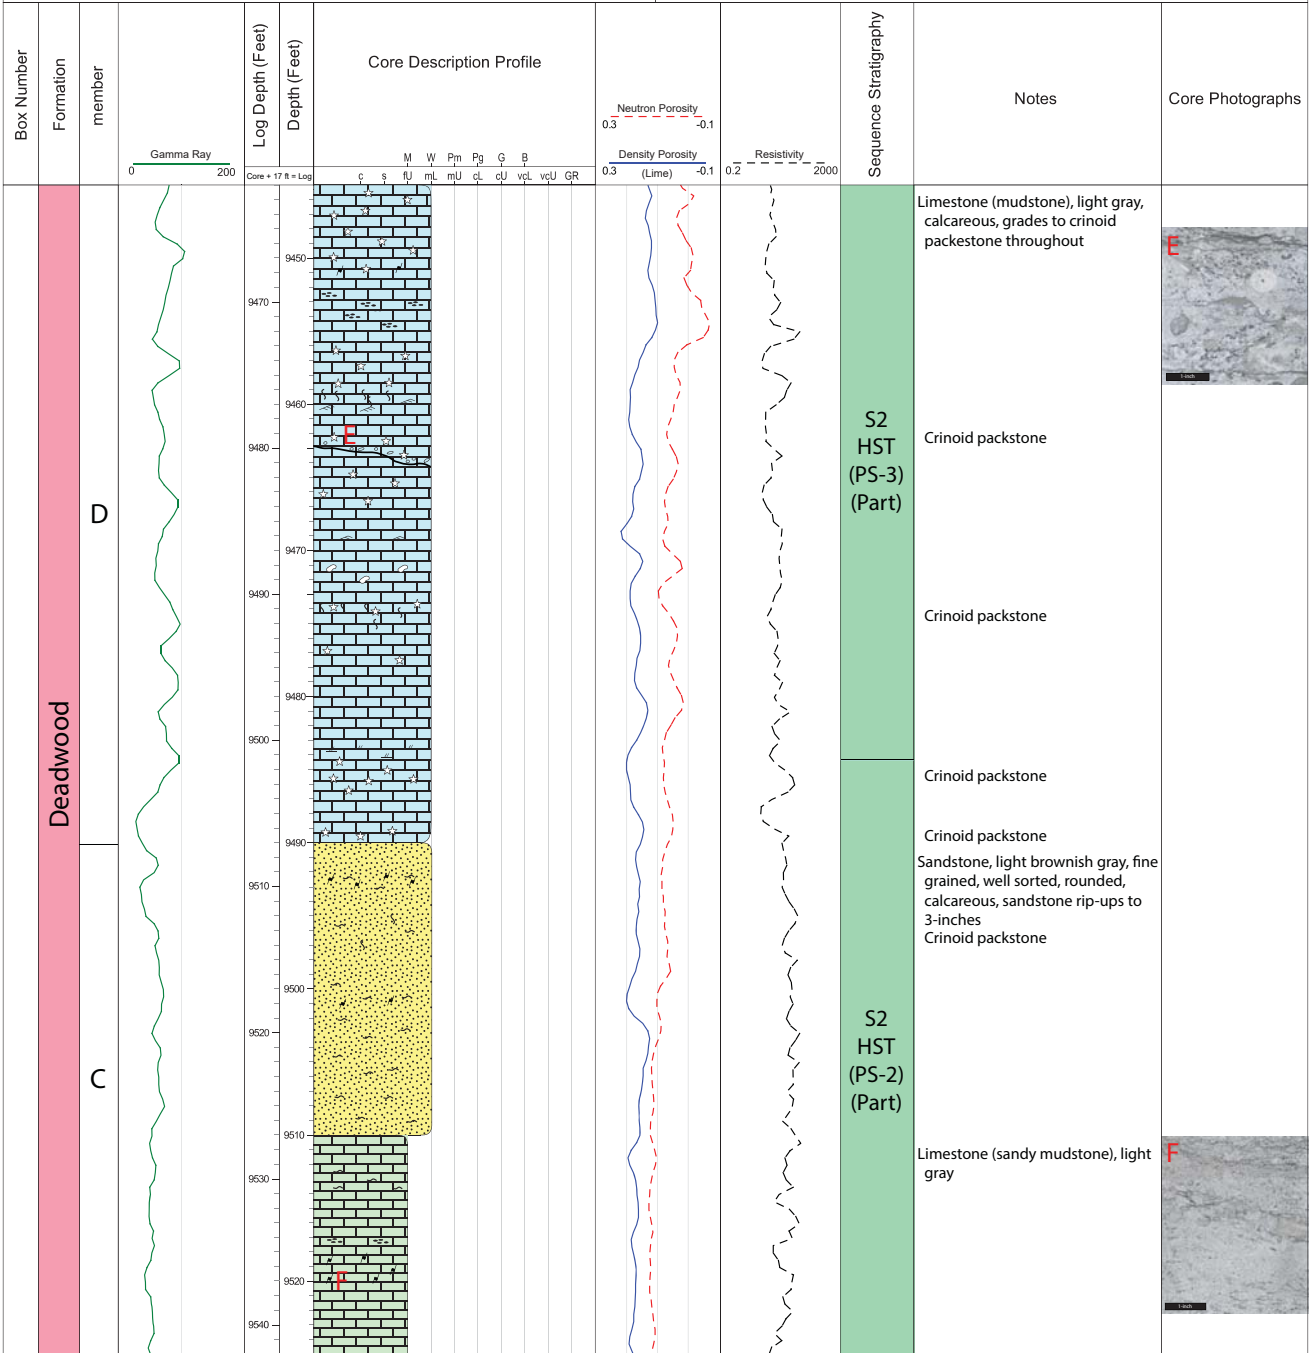 Box Number
Formation
member
Gamma Ray
0 200
Log Depth (Feet)
Depth (Feet)
Core + 17 ft = Log
Core Description Profile
M W Pm Pg G B
c s fU mL mU cL cU vcL vcU GR
Neutron Porosity
0.3 -0.1
Density Porosity
0.3 (Lime) -0.1
Resistivity
0.2 2000
Sequence Stratigraphy
Notes
Core Photographs
Deadwood
D
C
9470
9480
9490
9500
9510
9520
9530
9540
9450
9460
9470
9480
9490
9500
9510
9520
E
F
S2
HST
(PS-3)
(Part)
S2
HST
(PS-2)
(Part)
Limestone (mudstone), light gray,
calcareous, grades to crinoid
packestone throughout
Crinoid packstone
Crinoid packstone
Crinoid packstone
Crinoid packstone
Sandstone, light brownish gray, fine
grained, well sorted, rounded,
calcareous, sandstone rip-ups to
3-inches
Crinoid packstone
Limestone (sandy mudstone), light
gray
E
1-inch
F
1-inch